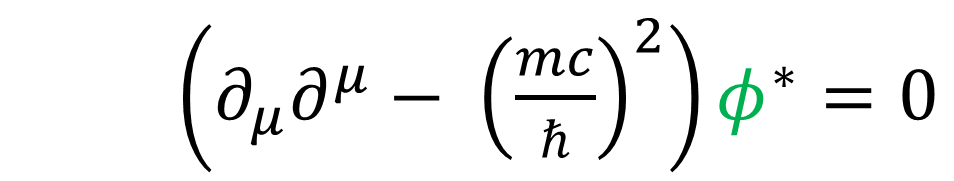 (∂_μ ∂^μ − (mc/ħ)^2) ϕ^* = 0